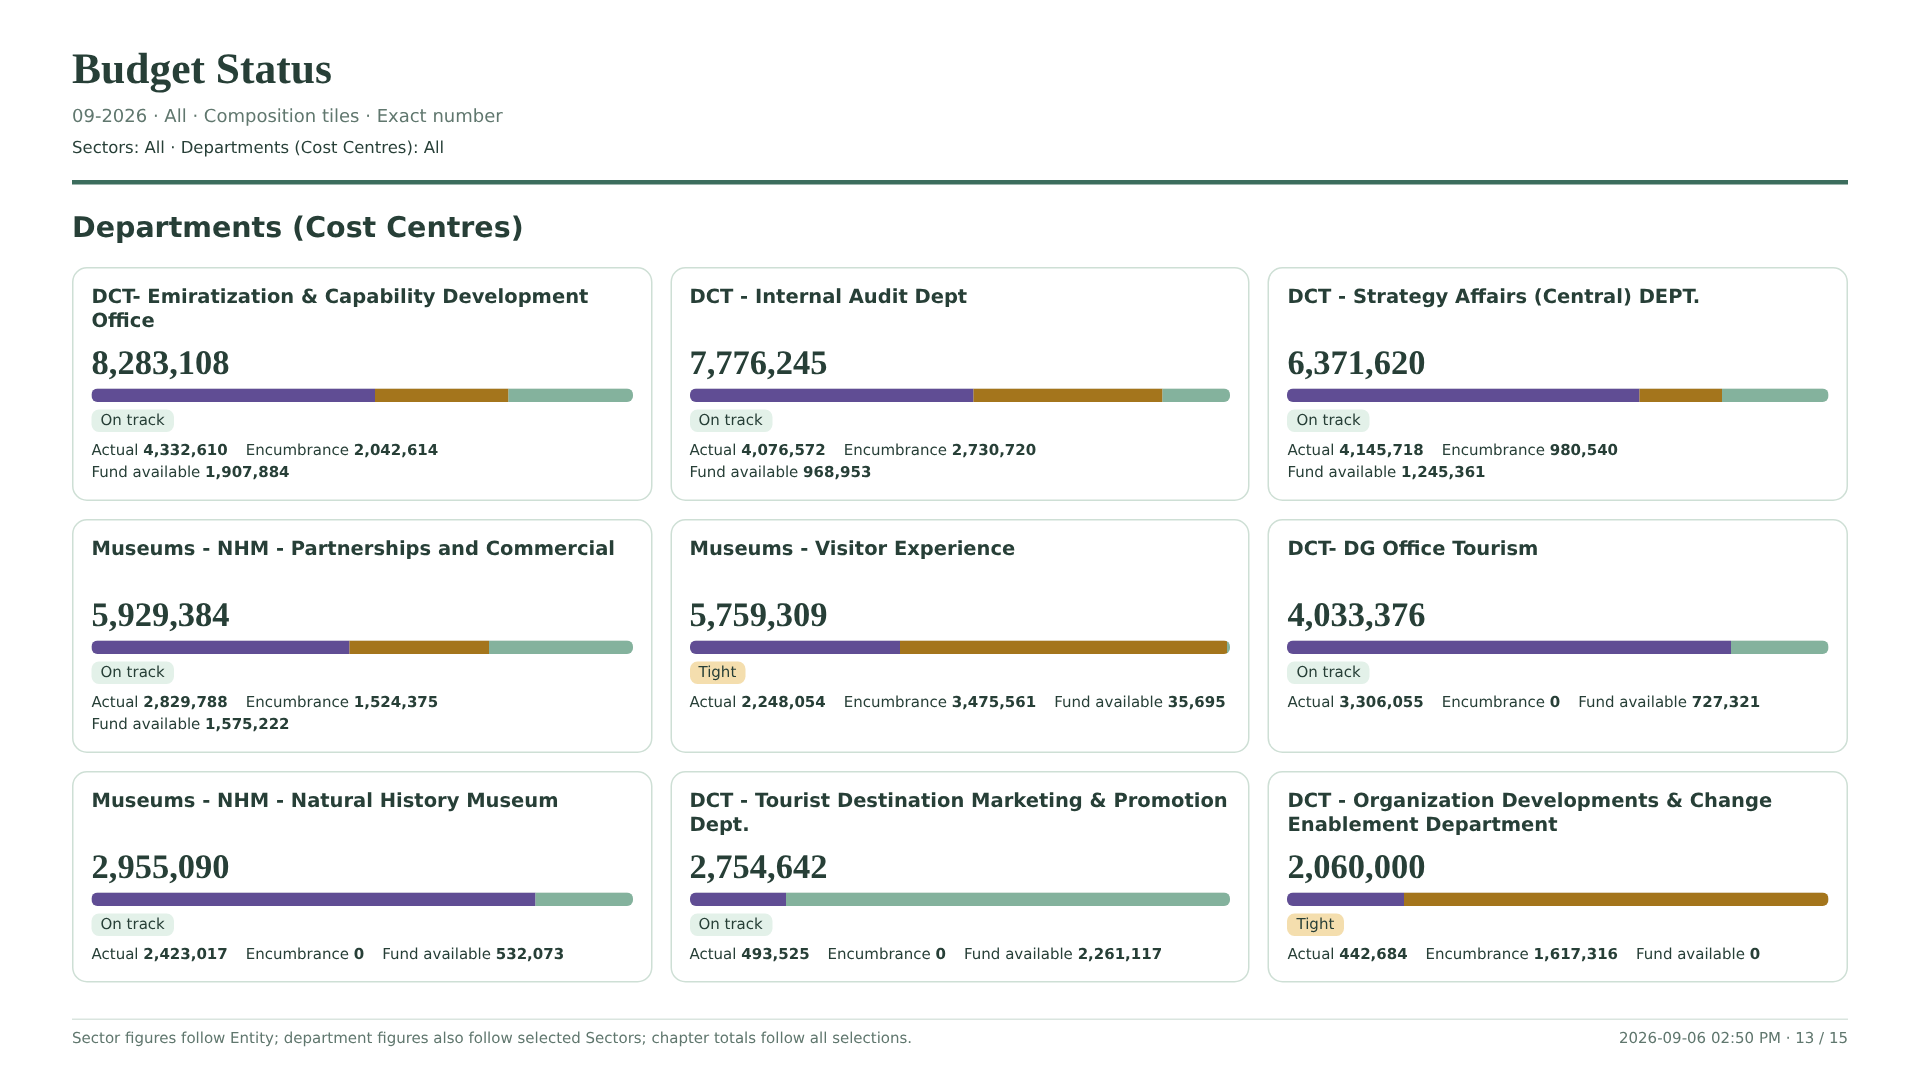 Budget Status
09-2026 · All · Composition tiles · Exact number
Sectors: All · Departments (Cost Centres): All
Departments (Cost Centres)
DCT- Emiratization & Capability Development
Office
8,283,108
On track
Actual 4,332,610 Encumbrance 2,042,614
Fund available 1,907,884
DCT - Internal Audit Dept
7,776,245
On track
Actual 4,076,572 Encumbrance 2,730,720
Fund available 968,953
DCT - Strategy Affairs (Central) DEPT.
6,371,620
On track
Actual 4,145,718 Encumbrance 980,540
Fund available 1,245,361
Museums - NHM - Partnerships and Commercial
5,929,384
On track
Actual 2,829,788 Encumbrance 1,524,375
Fund available 1,575,222
Museums - Visitor Experience
5,759,309
Tight
Actual 2,248,054 Encumbrance 3,475,561 Fund available 35,695
DCT- DG Office Tourism
4,033,376
On track
Actual 3,306,055 Encumbrance 0 Fund available 727,321
Museums - NHM - Natural History Museum
2,955,090
On track
Actual 2,423,017 Encumbrance 0 Fund available 532,073
DCT - Tourist Destination Marketing & Promotion
Dept.
2,754,642
On track
Actual 493,525 Encumbrance 0 Fund available 2,261,117
DCT - Organization Developments & Change
Enablement Department
2,060,000
Tight
Actual 442,684 Encumbrance 1,617,316 Fund available 0
Sector figures follow Entity; department figures also follow selected Sectors; chapter totals follow all selections.
2026-09-06 02:50 PM · 13 / 15